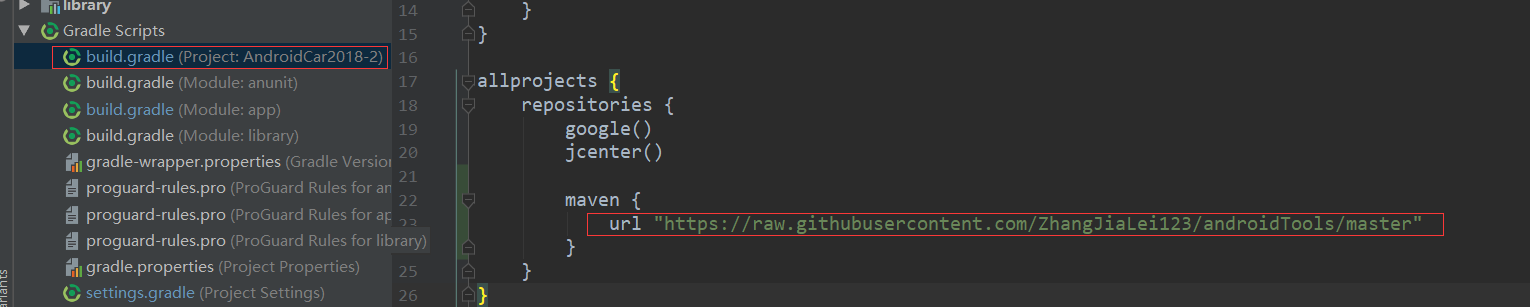 library
Gradle Scripts
build.gradle (Project: AndroidCar2018-2)
build.gradle (Module: anunit)
build.gradle (Module: app)
build.gradle (Module: library)
gradle-wrapper.properties (Gradle Version
proguard-rules.pro (ProGuard Rules for an
proguard-rules.pro (ProGuard Rules for ap
proguard-rules.pro (ProGuard Rules for library)
gradle.properties (Project Properties)
settings.gradle (Project Settings)
ariants
14 }
15 }
16
17 allprojects {
18 repositories {
19 google()
20 jcenter()
21
22 maven {
23 url "https://raw.githubusercontent.com/ZhangJiaLei123/androidTools/master"
}
25 }
26 }